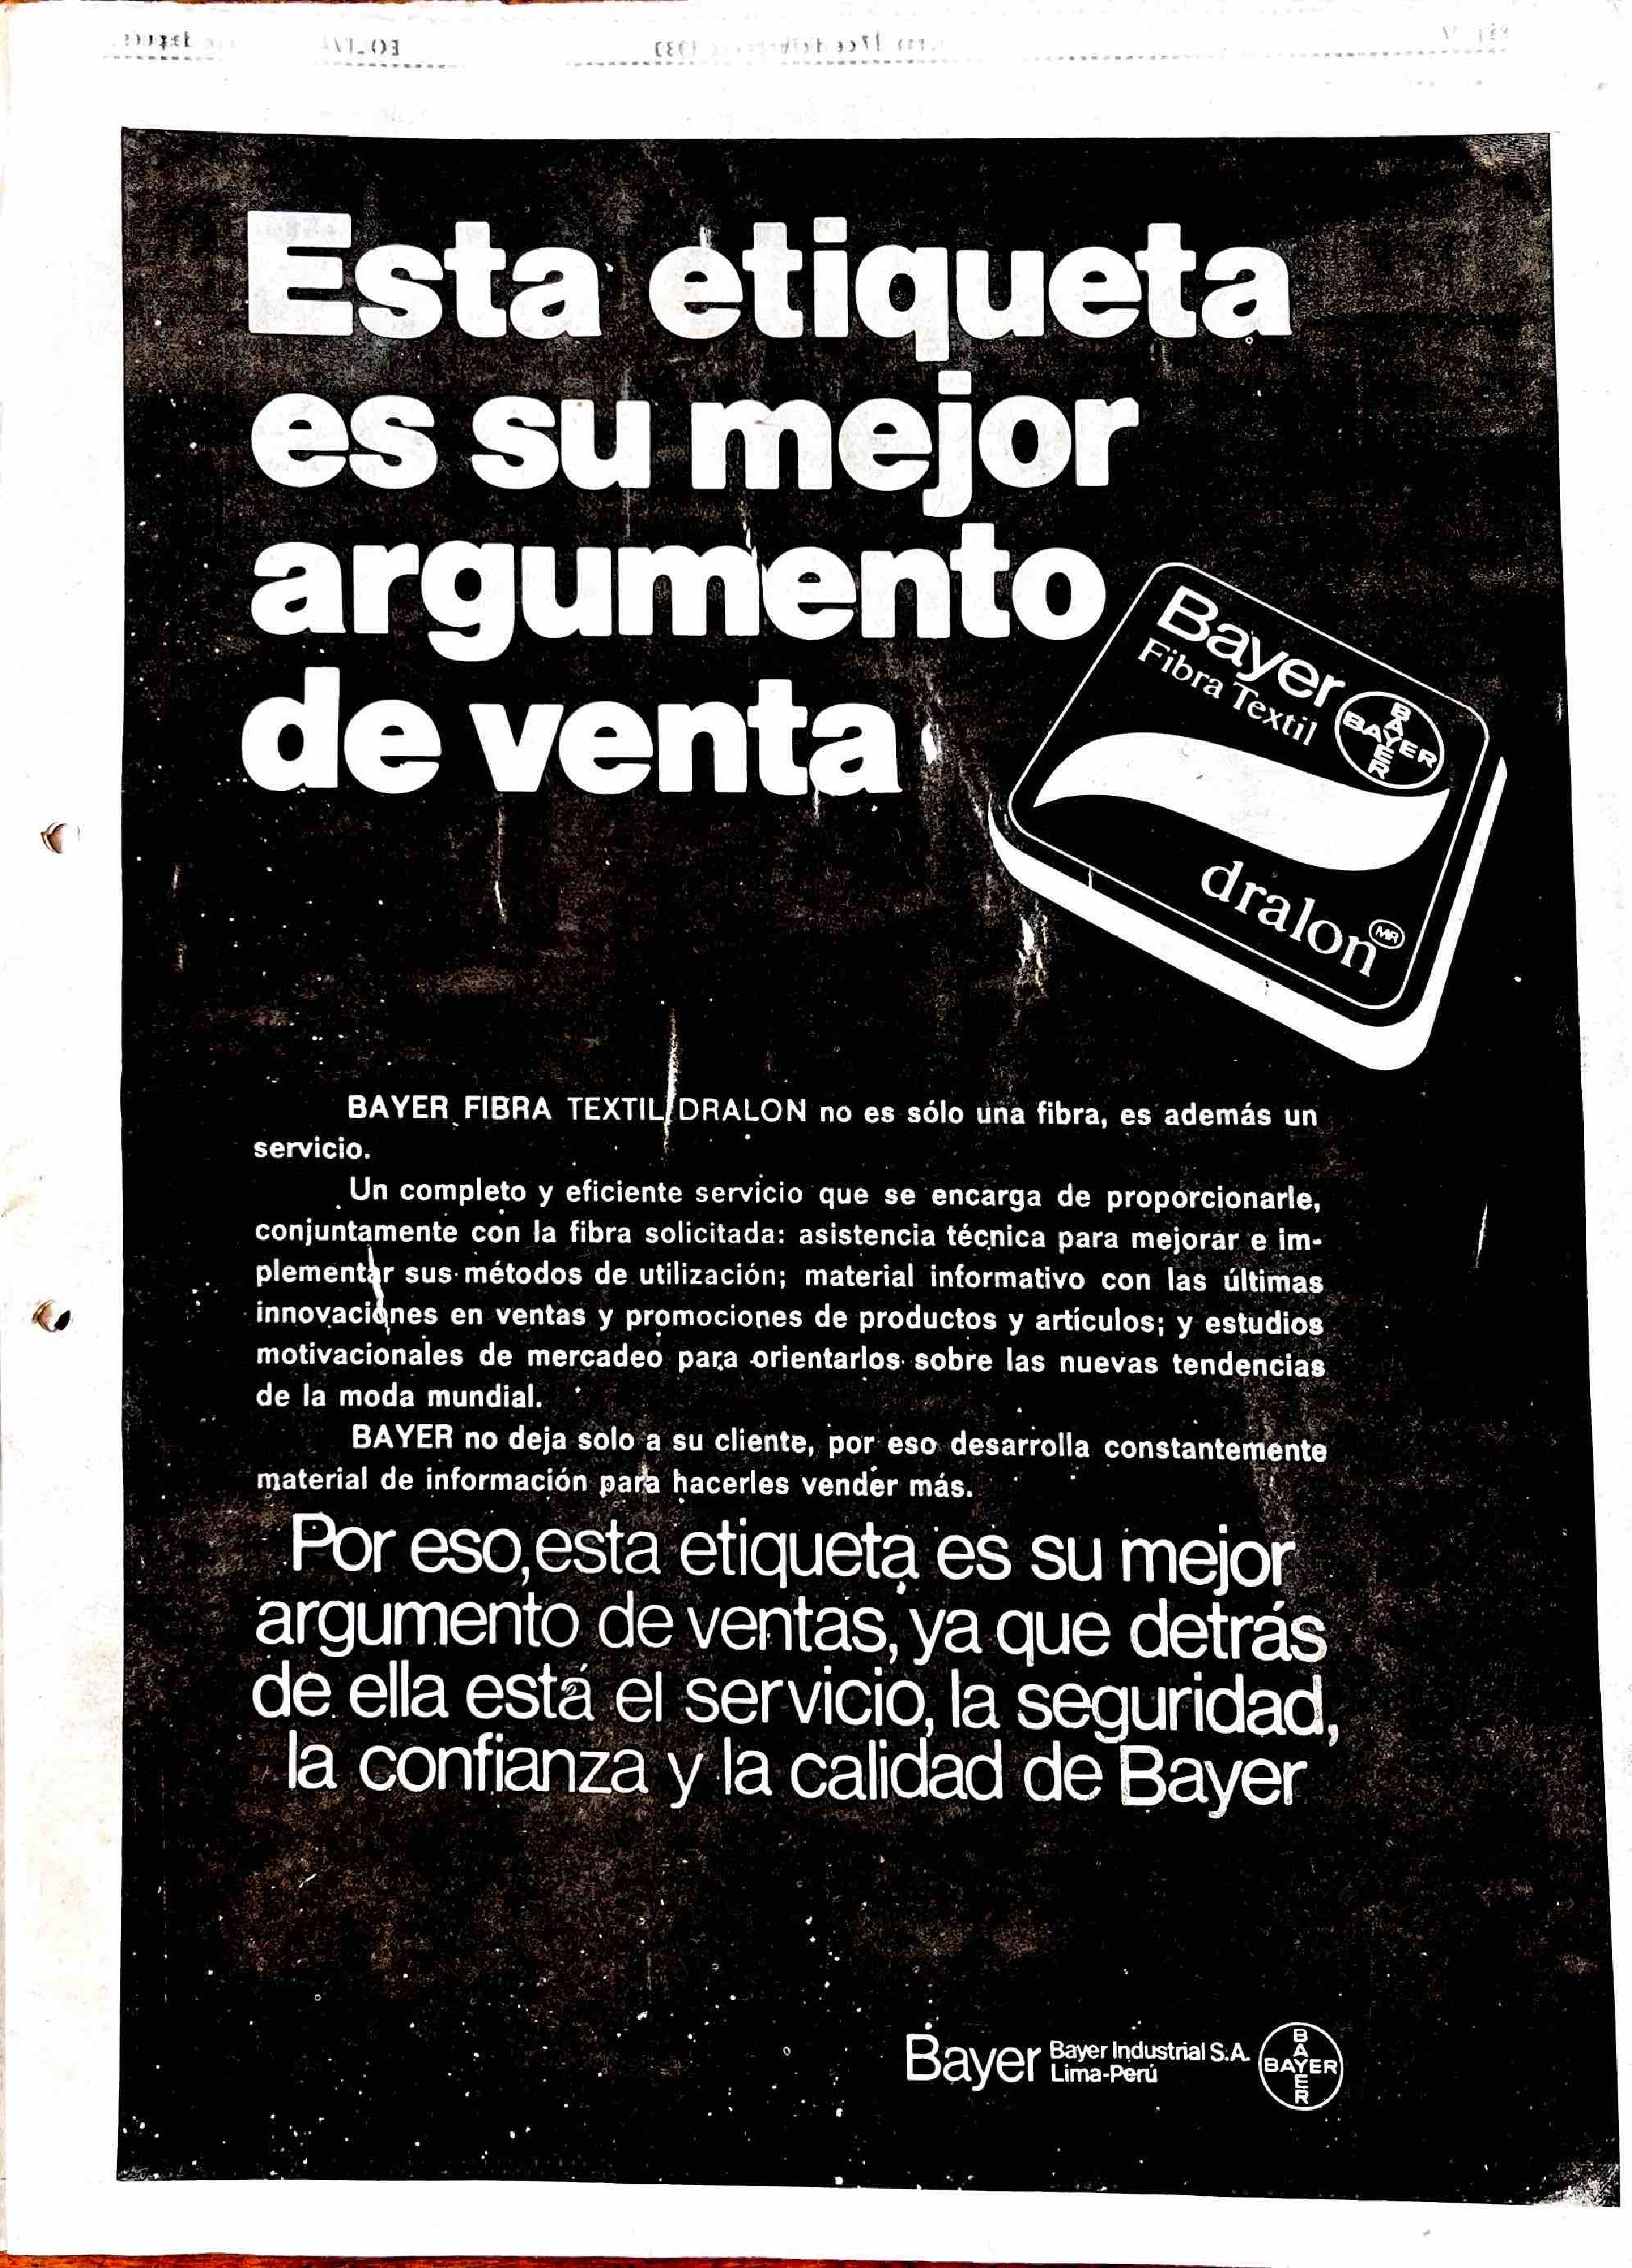 Esta etiqueta
es su mejor
argumento
de venta
Bayer
Fibra Textil
BAYER
BAYER
dralon MR
BAYER FIBRA TEXTIL DRALON no es sólo una fibra, es además un
servicio.
Un completo y eficiente servicio que se encarga de proporcionarle,
conjuntamente con la fibra solicitada: asistencia técnica para mejorar e im-
plementar sus métodos de utilización; material informativo con las últimas
innovaciones en ventas y promociones de productos y artículos; y estudios
motivacionales de mercadeo para orientarlos sobre las nuevas tendencias
de la moda mundial.
BAYER no deja solo a su cliente, por eso desarrolla constantemente
material de información para hacerles vender más.
Por eso, esta etiqueta es su mejor
argumento de ventas, ya que detrás
de ella está el servicio, la seguridad,
la confianza y la calidad de Bayer
Bayer
Bayer Industrial S.A.
Lima-Perú
BAYER
BAYER